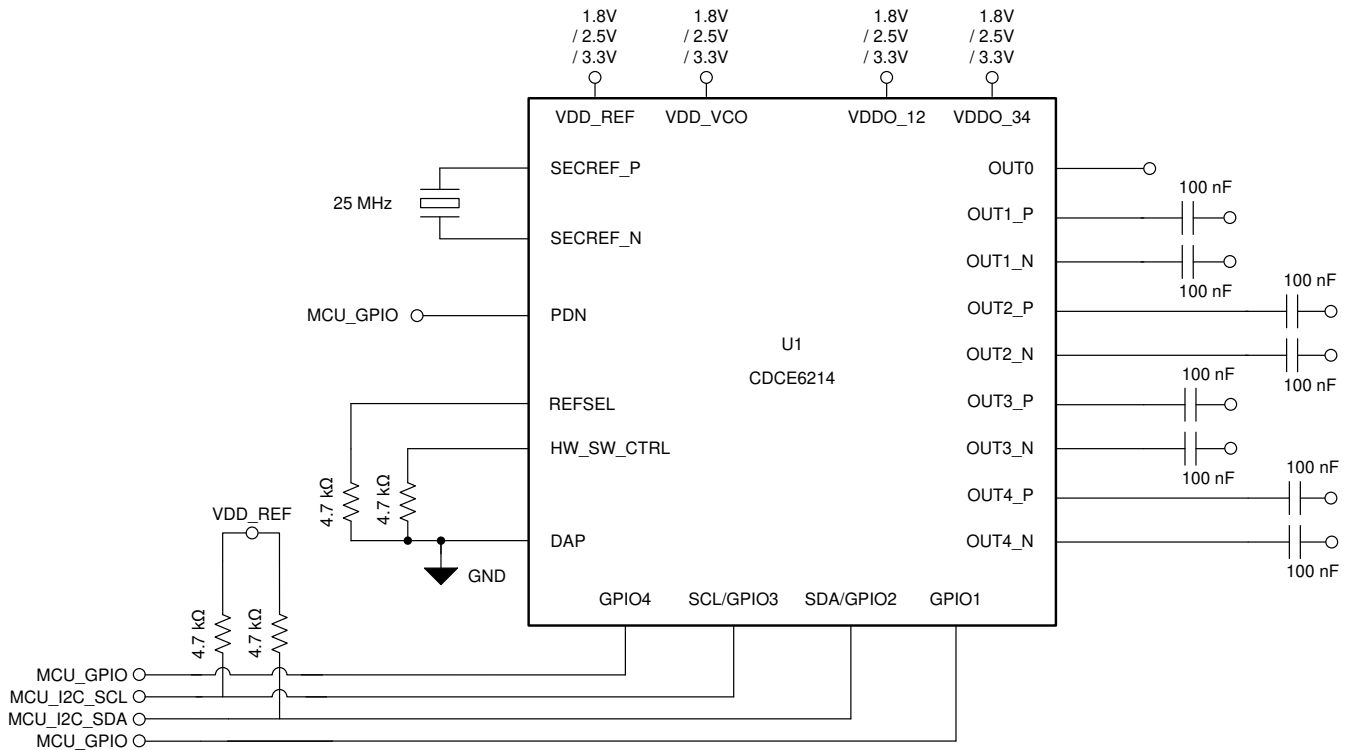 1.8V
/ 2.5V
/ 3.3V
1.8V
/ 2.5V
/ 3.3V
1.8V
/ 2.5V
/ 3.3V
1.8V
/ 2.5V
/ 3.3V
VDD_REF
VDD_VCO
VDDO_12
VDDO_34
SECREF_P
25 MHz
SECREF_N
MCU_GPIO
PDN
REFSEL
HW_SW_CTRL
4.7 kΩ
4.7 kΩ
DAP
GND
U1
CDCE6214
OUT0
OUT1_P
100 nF
OUT1_N
100 nF
OUT2_P
100 nF
OUT2_N
100 nF
OUT3_P
100 nF
OUT3_N
100 nF
OUT4_P
100 nF
OUT4_N
100 nF
GPIO4
SCL/GPIO3
SDA/GPIO2
GPIO1
VDD_REF
4.7 kΩ
4.7 kΩ
MCU_GPIO
MCU_I2C_SCL
MCU_I2C_SDA
MCU_GPIO